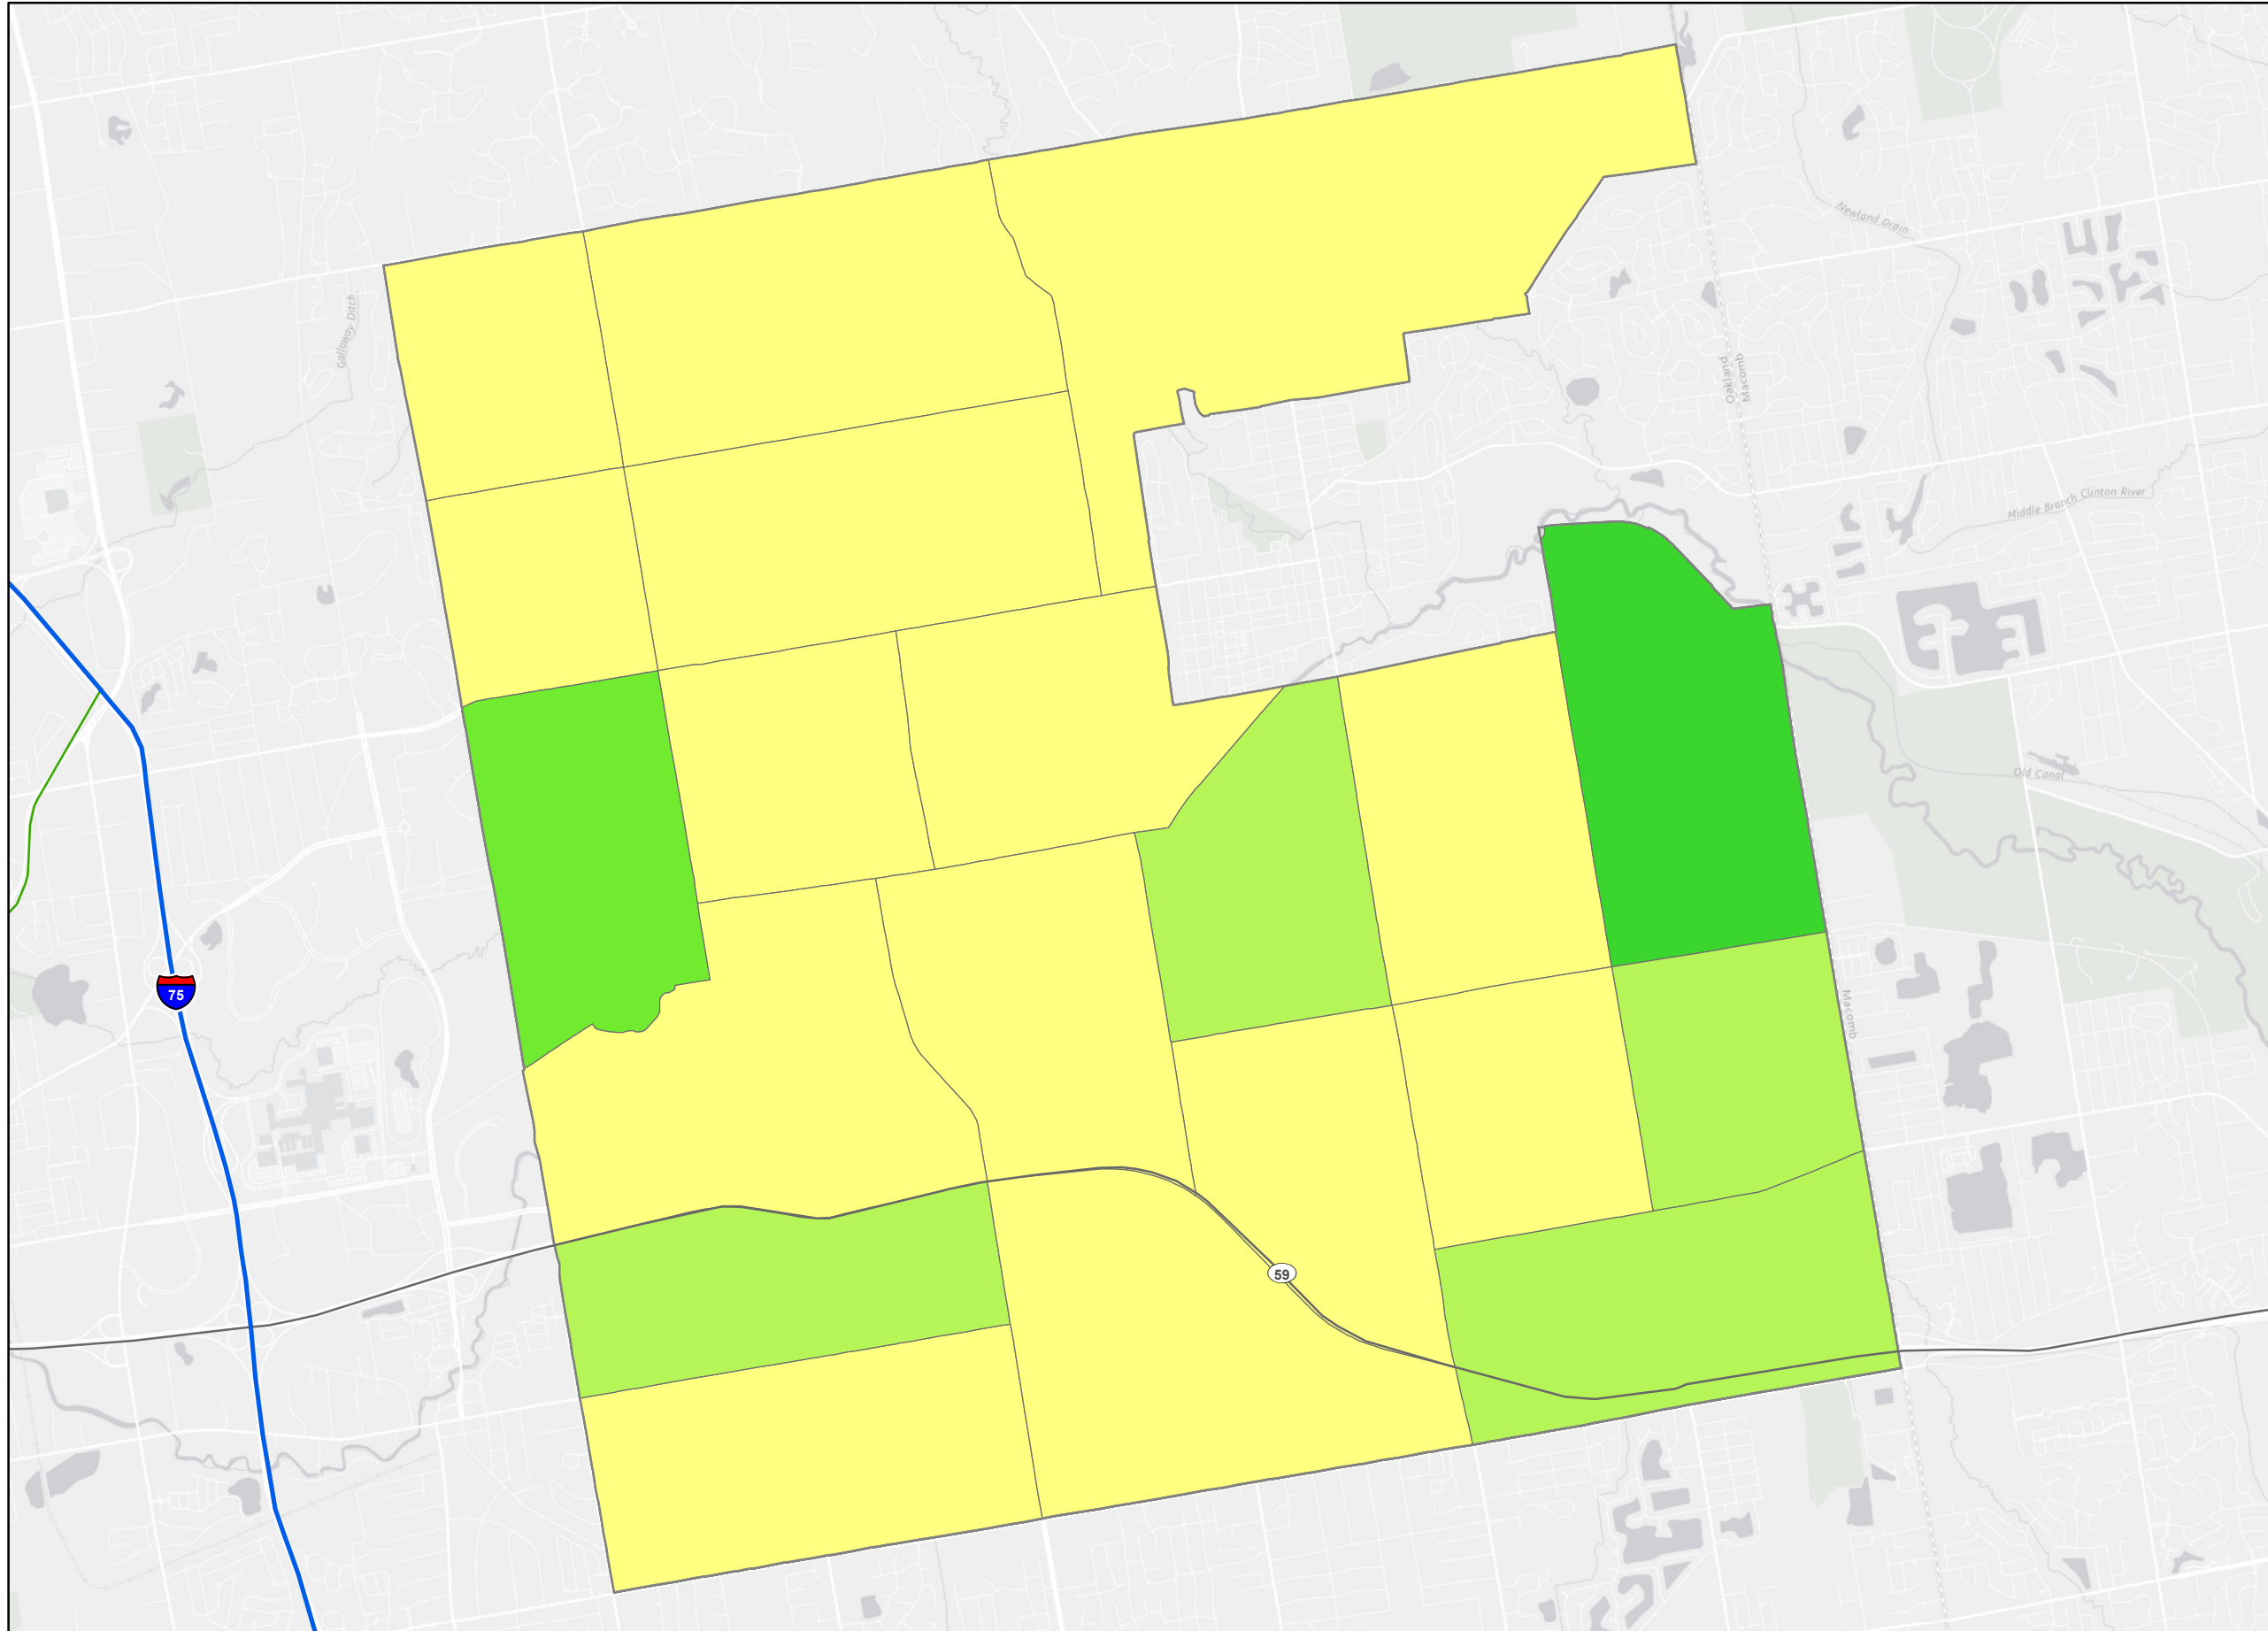 Newland Drain
Galloway Ditch
Oakland
Macomb
Middle Branch Clinton River
Old Canal
75
Macomb
59